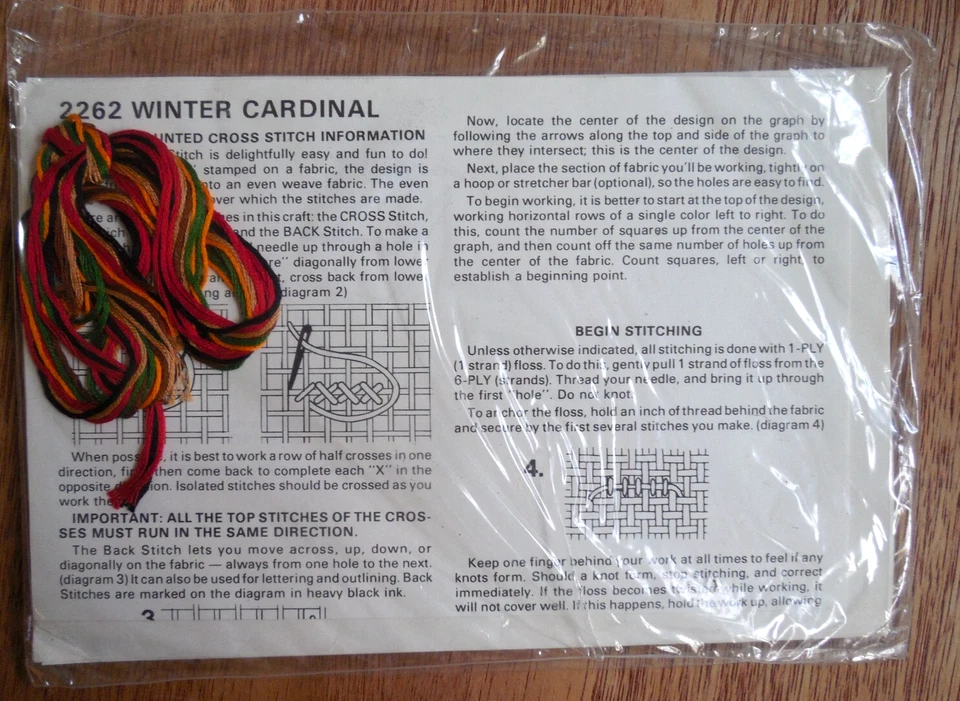 2262 WINTER CARDINAL
UNTED CROSS STITCH INFORMATION
Stitch is delightfully easy and fun to do!
stamped on a fabric, the design is
to an even weave fabric. The even
over which the stitches are made.
in this craft: the CROSS Stitch,
and the BACK Stitch. To make a
needle up through a hole in
diagonally from lower
cross back from lower
diagram 2)
When it is best to work a row of half crosses in one
direction, then come back to complete each "X" in the
opposite Isolated stitches should be crossed as you
work
IMPORTANT: ALL THE TOP STITCHES OF THE CROS-
SES MUST RUN IN THE SAME DIRECTION.
The Back Stitch lets you move across, up, down, or
diagonally on the fabric — always from one hole to the next.
(diagram 3) It can also be used for lettering and outlining. Back
Stitches are marked on the diagram in heavy black ink.
3
Now, locate the center of the design on the graph by
following the arrows along the top and side of the graph to
where they intersect; this is the center of the design.
Next, place the section of fabric you'll be working, tightly on
a hoop or stretcher bar (optional), so the holes are easy to find.
To begin working, it is better to start at the top of the design,
working horizontal rows of a single color left to right. To do
this, count the number of squares up from the center of the
graph, and then count off the same number of holes up from
the center of the fabric. Count squares, left or right, to
establish a beginning point.
BEGIN STITCHING
Unless otherwise indicated, all stitching is done with 1-PLY
(1 strand) floss. To do this, gently pull 1 strand of floss from the
6-PLY (strands). Thread your needle, and bring it up through
the first "hole". Do not knot.
To anchor the floss, hold an inch of thread behind the fabric
and secure by the first several stitches you make. (diagram 4)
4.
Keep one finger behind your work at all times to feel if any
knots form. Should a knot form, stop stitching, and correct
immediately. If the floss becomes twisted while working, it
will not cover well. If this happens, hold the work up, allowing